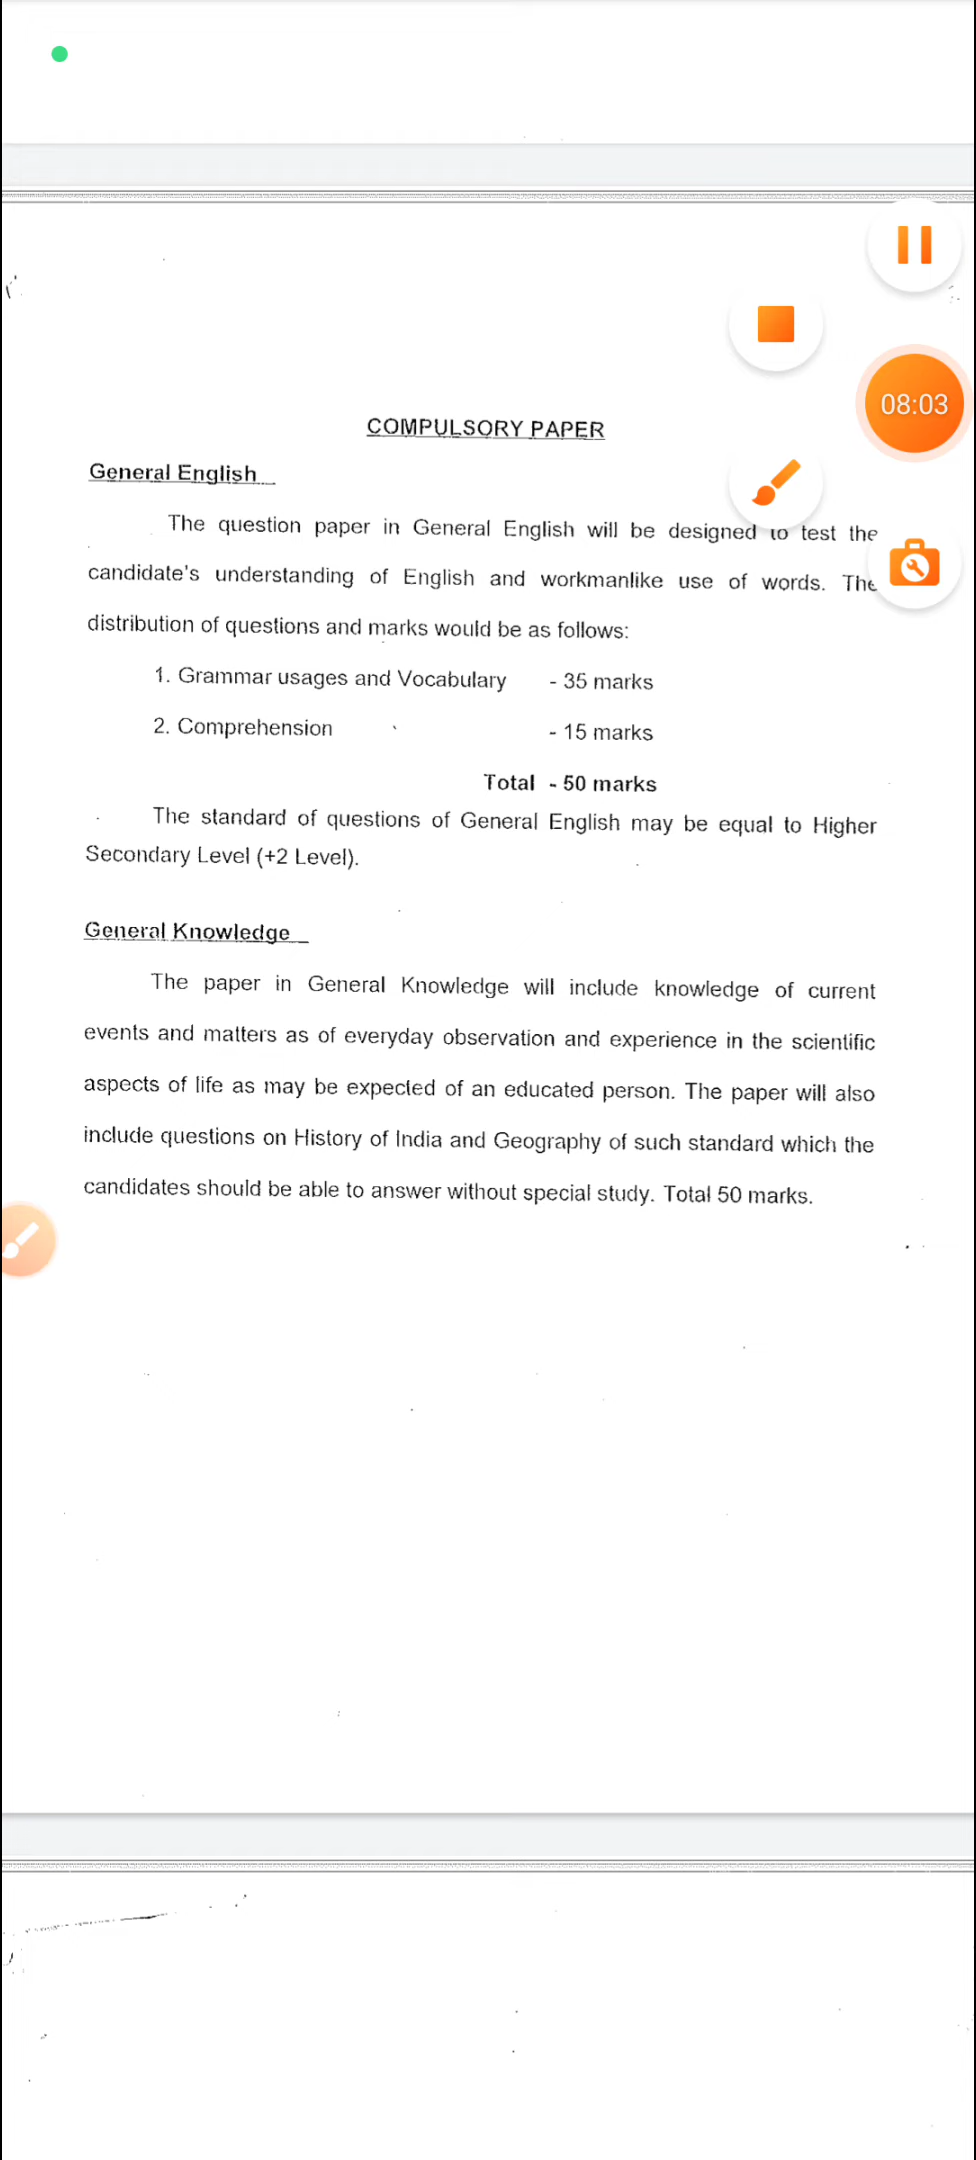 08:03
COMPULSORY PAPER
General English
The question paper in General English will be designed to test the
candidate's understanding of English and workmanlike use of words. The
distribution of questions and marks would be as follows:
1. Grammar usages and Vocabulary - 35 marks
2. Comprehension - 15 marks
Total - 50 marks
The standard of questions of General English may be equal to Higher
Secondary Level (+2 Level).
General Knowledge
The paper in General Knowledge will include knowledge of current
events and matters as of everyday observation and experience in the scientific
aspects of life as may be expected of an educated person. The paper will also
include questions on History of India and Geography of such standard which the
candidates should be able to answer without special study. Total 50 marks.